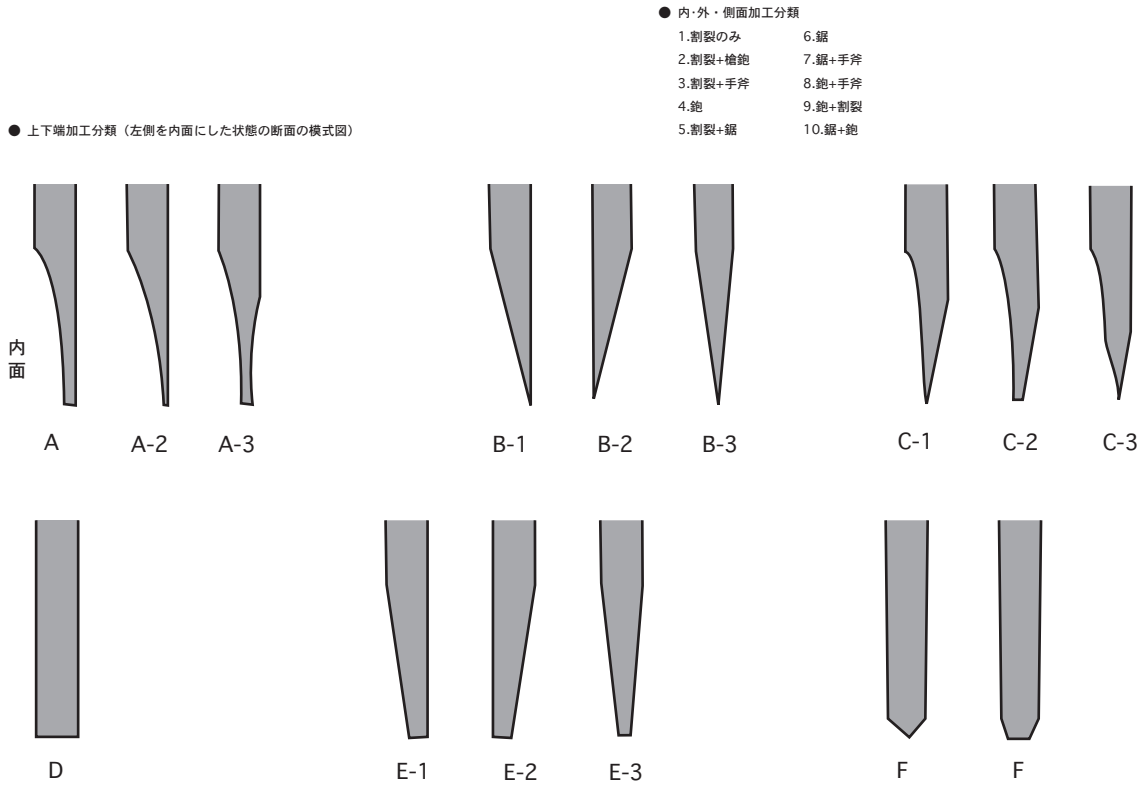 ● 内･外・側面加工分類
1.割裂のみ 6.鋸
2.割裂+槍鉋 7.鋸+手斧
3.割裂+手斧 8.鉋+手斧
4.鉋 9.鉋+割裂
5.割裂+鋸 10.鋸+鉋
● 上下端加工分類（左側を内面にした状態の断面の模式図）
内面
A A-2 A-3 B-1 B-2 B-3 C-1 C-2 C-3
D E-1 E-2 E-3 F F